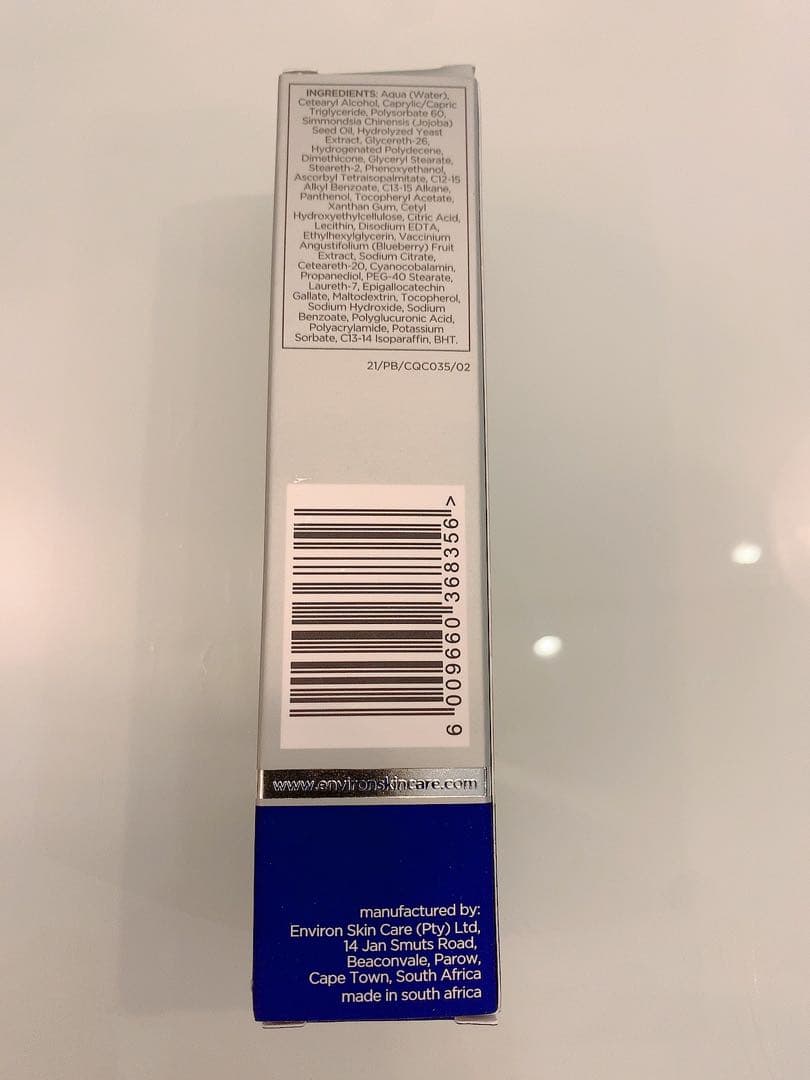 INGREDIENTS: Aqua (Water),
Cetearyl Alcohol, Caprylic/Capric
Triglyceride, Polysorbate 60,
Simmondsia Chinensis (Jojoba)
Seed Oil, Hydrolyzed Yeast
Extract, Glycereth-26,
Hydrogenated Polydecene,
Dimethicone, Glyceryl Stearate,
Steareth-2, Phenoxyethanol,
Ascorbyl Tetraisopalmitate, C12-15
Alkyl Benzoate, C13-15 Alkane,
Panthenol, Tocopheryl Acetate,
Xanthan Gum, Cetyl
Hydroxyethylcellulose, Citric Acid,
Lecithin, Disodium EDTA,
Ethylhexylglycerin, Vaccinium
Angustifolium (Blueberry) Fruit
Extract, Sodium Citrate,
Ceteareth-20, Cyanocobalamin,
Propanediol, PEG-40 Stearate,
Laureth-7, Epigallocatechin
Gallate, Maltodextrin, Tocopherol,
Sodium Hydroxide, Sodium
Benzoate, Polyglucuronic Acid,
Polyacrylamide, Potassium
Sorbate, C13-14 Isoparaffin, BHT.
21/PB/CQC035/02
6 009660 368356 >
www.environskincare.com
manufactured by:
Environ Skin Care (Pty) Ltd,
14 Jan Smuts Road,
Beaconvale, Parow,
Cape Town, South Africa
made in south africa